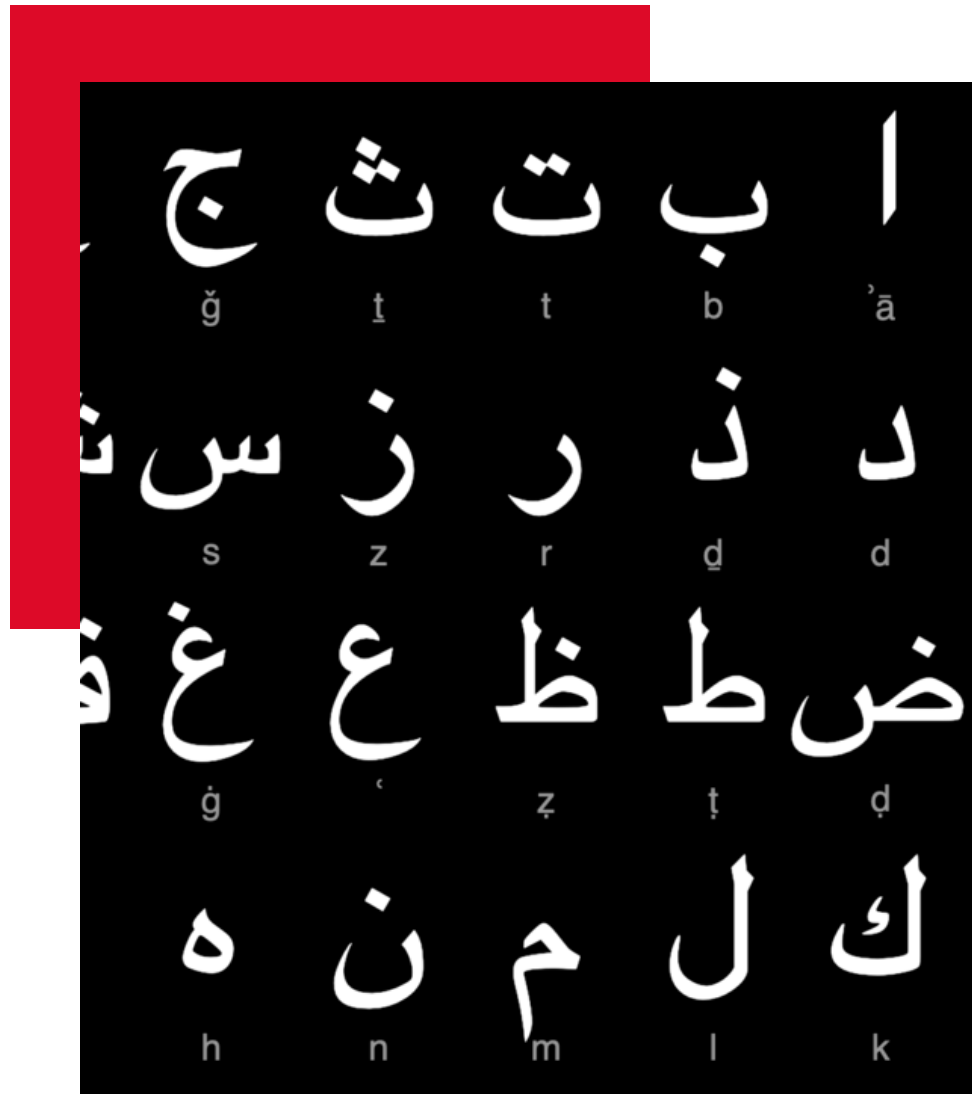 ا ب ت ث ج
ʾā b t ṯ ǧ
د ذ ر ز س
d ḏ r z s
ض ط ظ ع غ
ḍ ṭ ẓ ʿ ġ
ك ل م ن ه
k l m n h